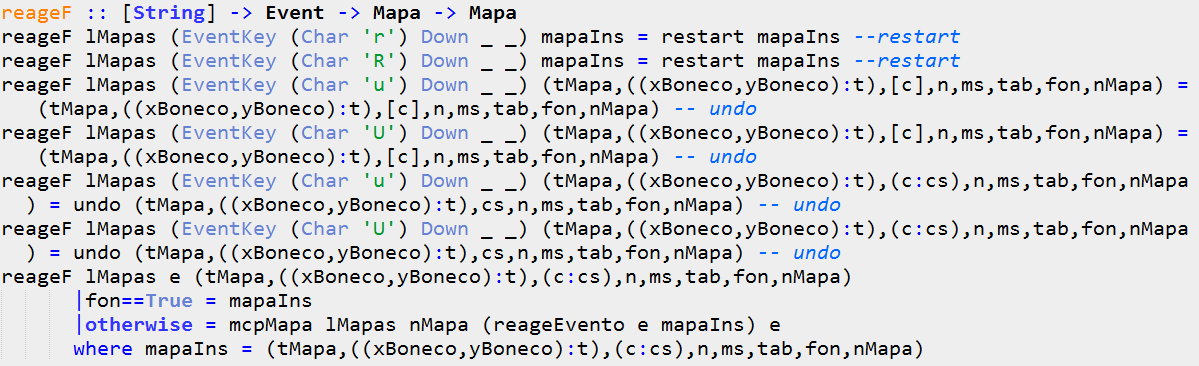 reageF :: [String] -> Event -> Mapa -> Mapa
reageF lMapas (EventKey (Char 'r') Down _ _) mapaIns = restart mapaIns --restart
reageF lMapas (EventKey (Char 'R') Down _ _) mapaIns = restart mapaIns --restart
reageF lMapas (EventKey (Char 'u') Down _ _) (tMapa,((xBoneco,yBoneco):t),[c],n,ms,tab,fon,nMapa) =
(tMapa,((xBoneco,yBoneco):t),[c],n,ms,tab,fon,nMapa) -- undo
reageF lMapas (EventKey (Char 'U') Down _ _) (tMapa,((xBoneco,yBoneco):t),[c],n,ms,tab,fon,nMapa) =
(tMapa,((xBoneco,yBoneco):t),[c],n,ms,tab,fon,nMapa) -- undo
reageF lMapas (EventKey (Char 'u') Down _ _) (tMapa,((xBoneco,yBoneco):t),(c:cs),n,ms,tab,fon,nMapa
) = undo (tMapa,((xBoneco,yBoneco):t),cs,n,ms,tab,fon,nMapa) -- undo
reageF lMapas (EventKey (Char 'U') Down _ _) (tMapa,((xBoneco,yBoneco):t),(c:cs),n,ms,tab,fon,nMapa
) = undo (tMapa,((xBoneco,yBoneco):t),cs,n,ms,tab,fon,nMapa) -- undo
reageF lMapas e (tMapa,((xBoneco,yBoneco):t),(c:cs),n,ms,tab,fon,nMapa)
|fon==True = mapaIns
|otherwise = mcpMapa lMapas nMapa (reageEvento e mapaIns) e
where mapaIns = (tMapa,((xBoneco,yBoneco):t),(c:cs),n,ms,tab,fon,nMapa)